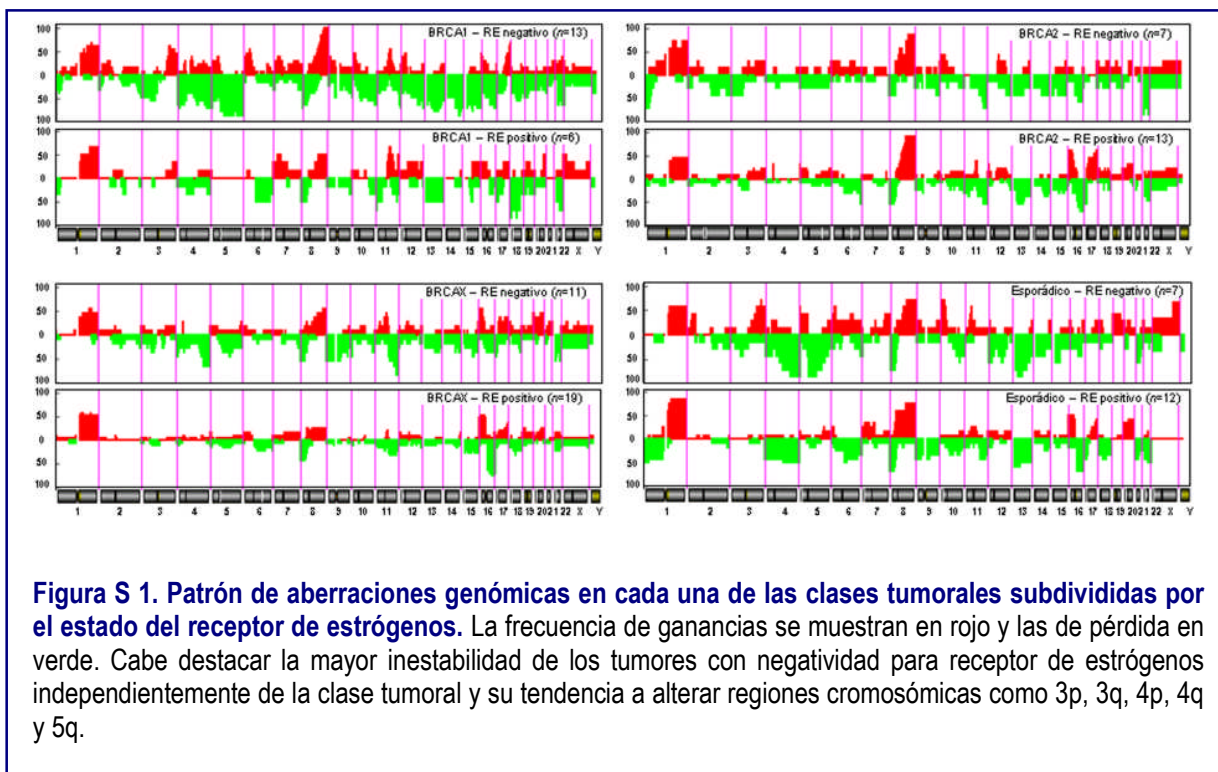 BRCA1 – RE negativo (n=13)
100
50
0
50
100
BRCA1 – RE positivo (n=6)
100
50
0
50
100
1 2 3 4 5 6 7 8 9 10 11 12 13 14 15 16 17 18 19 20 21 22 X Y
BRCA2 – RE negativo (n=7)
100
50
0
50
100
BRCA2 – RE positivo (n=13)
100
50
0
50
100
1 2 3 4 5 6 7 8 9 10 11 12 13 14 15 16 17 18 19 20 21 22 X Y
BRCAX – RE negativo (n=11)
100
50
0
50
100
BRCAX – RE positivo (n=19)
100
50
0
50
100
1 2 3 4 5 6 7 8 9 10 11 12 13 14 15 16 17 18 19 20 21 22 X Y
Esporádico – RE negativo (n=7)
100
50
0
50
100
Esporádico – RE positivo (n=12)
100
50
0
50
100
1 2 3 4 5 6 7 8 9 10 11 12 13 14 15 16 17 18 19 20 21 22 X Y
Figura S 1. Patrón de aberraciones genómicas en cada una de las clases tumorales subdivididas por
el estado del receptor de estrógenos. La frecuencia de ganancias se muestran en rojo y las de pérdida en
verde. Cabe destacar la mayor inestabilidad de los tumores con negatividad para receptor de estrógenos
independientemente de la clase tumoral y su tendencia a alterar regiones cromosómicas como 3p, 3q, 4p, 4q
y 5q.